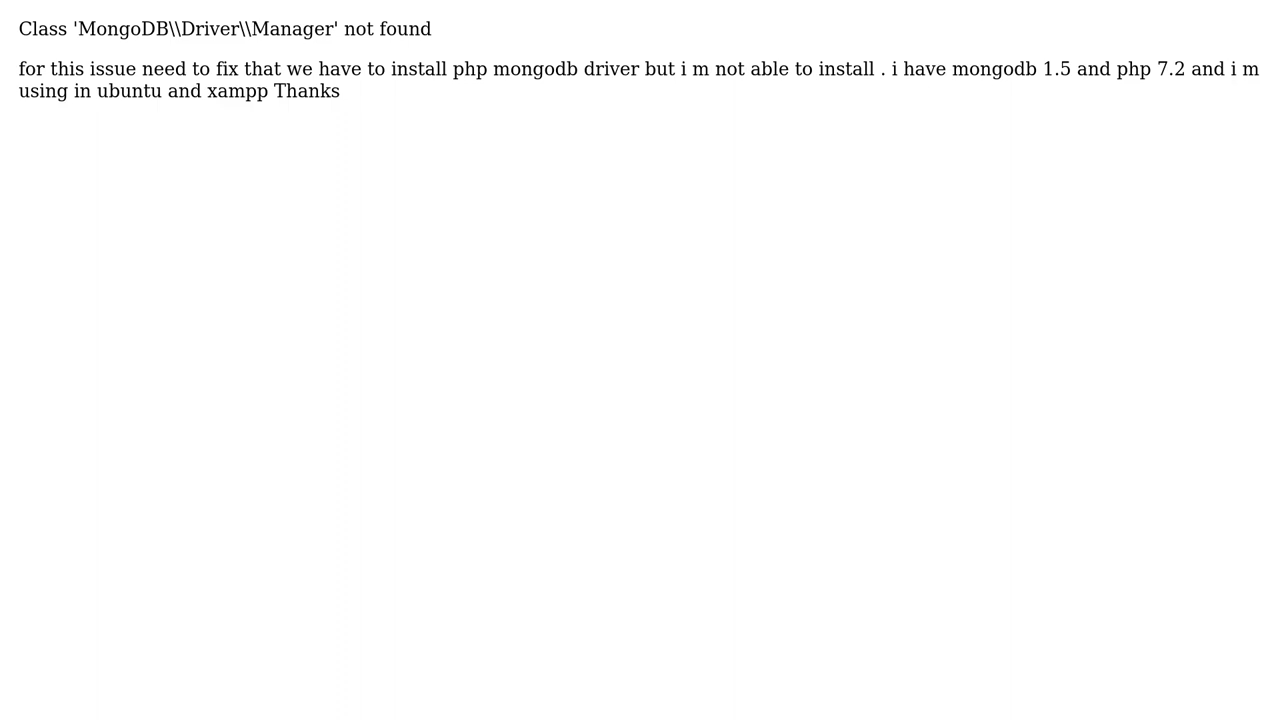 Class 'MongoDB\\Driver\\Manager' not found
for this issue need to fix that we have to install php mongodb driver but i m not able to install . i have mongodb 1.5 and php 7.2 and i m
using in ubuntu and xampp Thanks